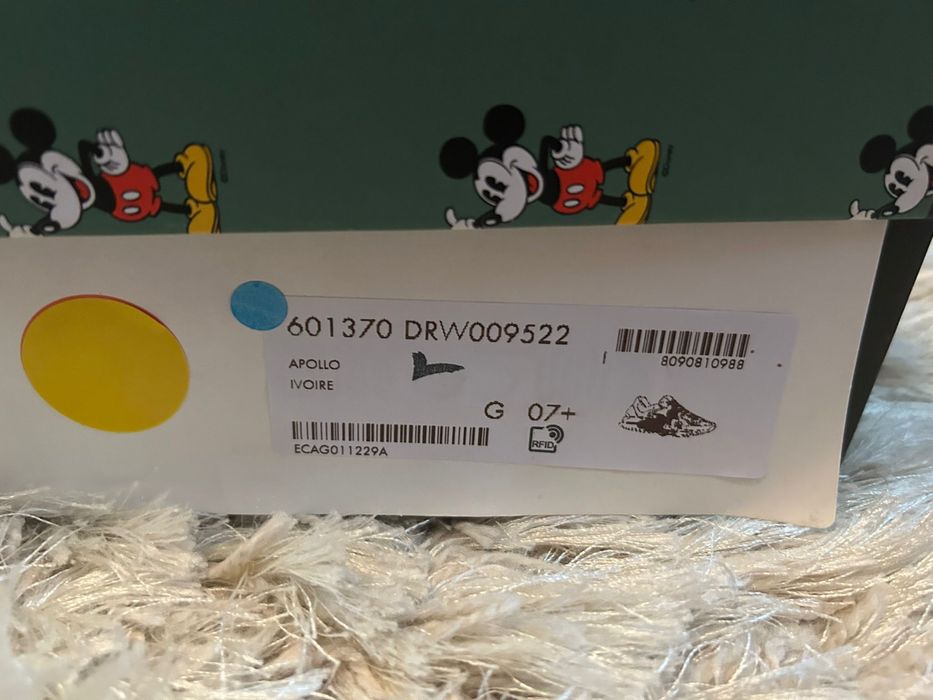 601370 DRW009522
8090810988
APOLLO
IVOIRE
G 07+
RFID
ECAG011229A